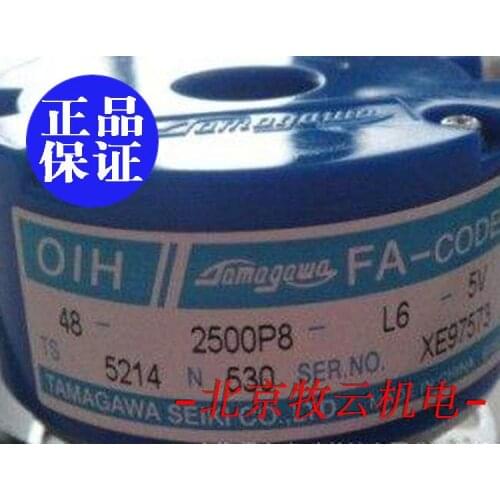 正品
保证
Tamagawa
OIH Tamagawa FA-CODE
48- 2500P8 - L6 - 5V
TS 5214 N 530 SER.NO. XE97573
TAMAGAWA SEIKI CO.,LTD.
-北京牧云机电-